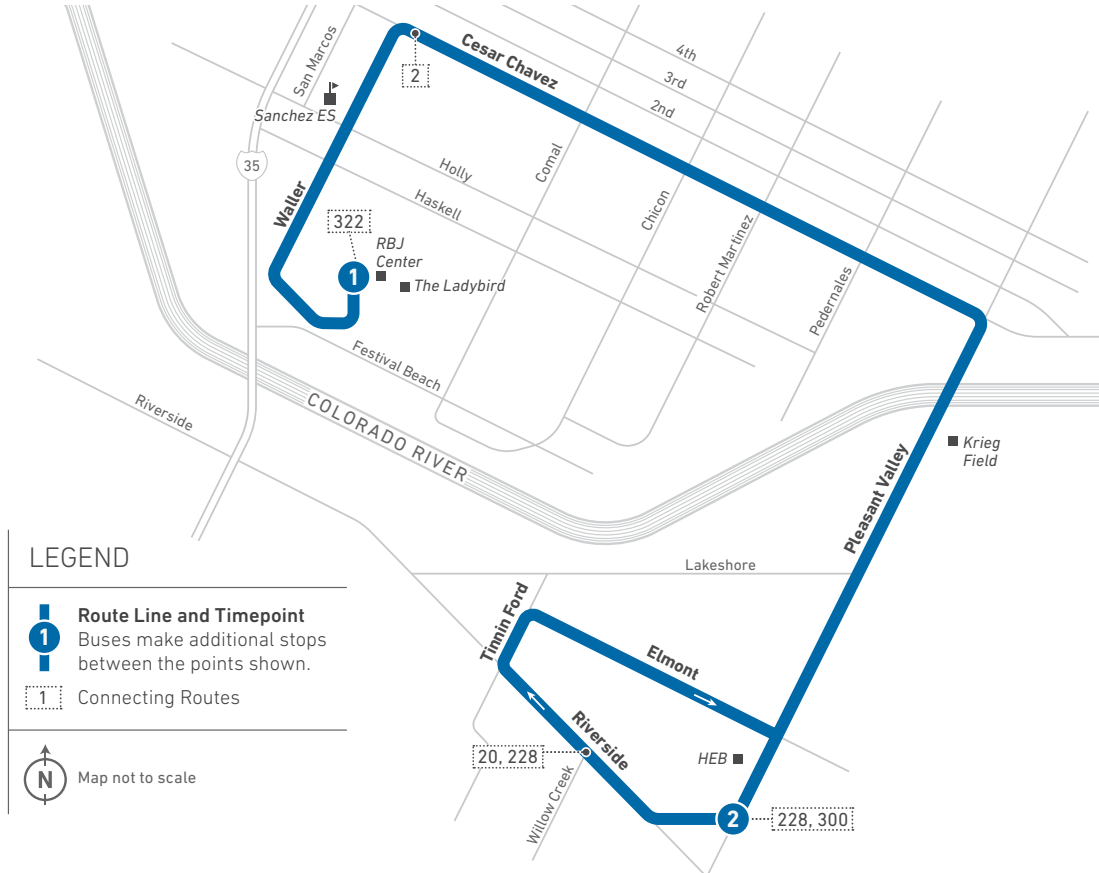 4th
3rd
2nd
Cesar Chavez
San Marcos
2
Sanchez ES
35
Holly
Haskell
Comal
Chicon
Robert Martinez
Pedernales
Waller
322
1
RBJ
Center
The Ladybird
Festival Beach
Riverside
COLORADO RIVER
Krieg
Field
Pleasant Valley
Lakeshore
Tinnin Ford
Elmont
Riverside
20, 228
HEB
Willow Creek
2
228, 300
LEGEND
Route Line and Timepoint
1
Buses make additional stops
between the points shown.
1
Connecting Routes
N
Map not to scale